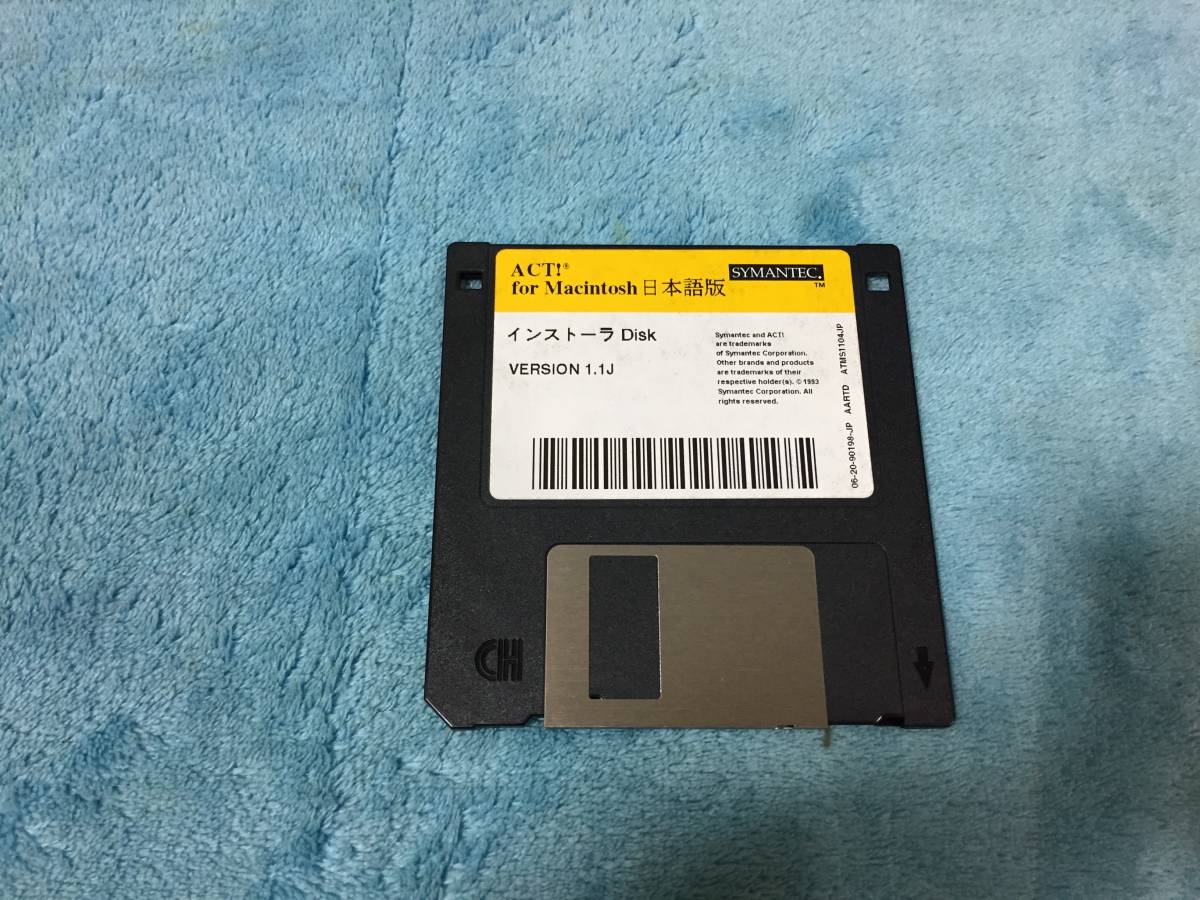 ACT!®
for Macintosh 日本語版
SYMANTEC.
TM
インストーラ Disk
VERSION 1.1J
Symantec and ACT!
are trademarks
of Symantec Corporation.
Other brands and products
are trademarks of their
respective holder(s). © 1993
Symantec Corporation. All
rights reserved.
06-20-90198-JP AARTD ATMS1104JP
CH